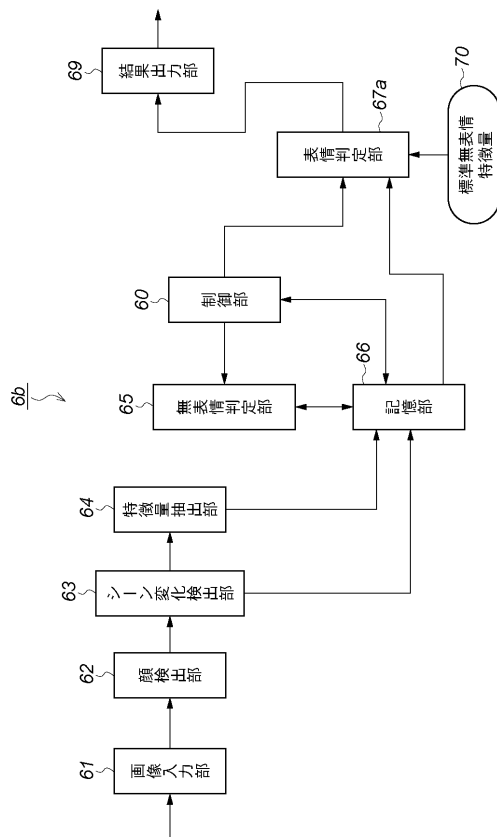 6b
61
画像入力部
62
顔検出部
63
シーン変化検出部
64
特徴量抽出部
65
無表情判定部
60
制御部
66
記憶部
67a
表情判定部
69
結果出力部
70
標準無表情
特徴量